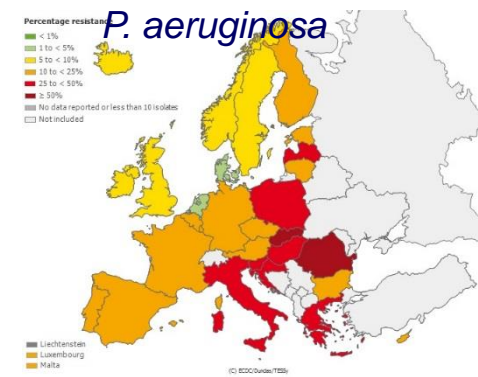 P. aeruginosa
Percentage resistance
< 1%
1 to < 5%
5 to < 10%
10 to < 25%
25 to < 50%
≥ 50%
No data reported or less than 10 isolates
Not included
Liechtenstein
Luxembourg
Malta
(C) ECDC/Dundas/TESSy